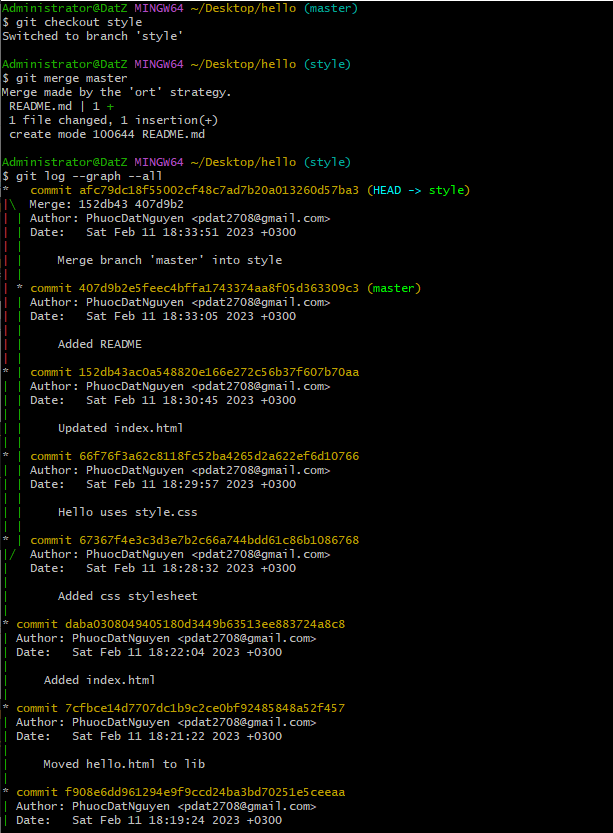 Administrator@DatZ MINGW64 ~/Desktop/hello (master)
$ git checkout style
Switched to branch 'style'
Administrator@DatZ MINGW64 ~/Desktop/hello (style)
$ git merge master
Merge made by the 'ort' strategy.
 README.md | 1 +
 1 file changed, 1 insertion(+)
 create mode 100644 README.md
Administrator@DatZ MINGW64 ~/Desktop/hello (style)
$ git log --graph --all
*   commit afc79dc18f55002cf48c7ad7b20a013260d57ba3 (HEAD -> style)
|\  Merge: 152db43 407d9b2
| | Author: PhuocDatNguyen <pdat2708@gmail.com>
| | Date:   Sat Feb 11 18:33:51 2023 +0300
| |
| |     Merge branch 'master' into style
| |
| * commit 407d9b2e5feec4bffa1743374aa8f05d363309c3 (master)
| | Author: PhuocDatNguyen <pdat2708@gmail.com>
| | Date:   Sat Feb 11 18:33:05 2023 +0300
| |
| |     Added README
| |
* | commit 152db43ac0a548820e166e272c56b37f607b70aa
| | Author: PhuocDatNguyen <pdat2708@gmail.com>
| | Date:   Sat Feb 11 18:30:45 2023 +0300
| |
| |     Updated index.html
| |
* | commit 66f76f3a62c8118fc52ba4265d2a622ef6d10766
| | Author: PhuocDatNguyen <pdat2708@gmail.com>
| | Date:   Sat Feb 11 18:29:57 2023 +0300
| |
| |     Hello uses style.css
| |
* | commit 67367f4e3c3d3e7b2c66a744bdd61c86b1086768
|/  Author: PhuocDatNguyen <pdat2708@gmail.com>
|   Date:   Sat Feb 11 18:28:32 2023 +0300
|
|       Added css stylesheet
|
* commit daba0308049405180d3449b63513ee883724a8c8
| Author: PhuocDatNguyen <pdat2708@gmail.com>
| Date:   Sat Feb 11 18:22:04 2023 +0300
|
|     Added index.html
|
* commit 7cfbce14d7707dc1b9c2ce0bf92485848a52f457
| Author: PhuocDatNguyen <pdat2708@gmail.com>
| Date:   Sat Feb 11 18:21:22 2023 +0300
|
|     Moved hello.html to lib
|
* commit f908e6dd961294e9f9ccd24ba3bd70251e5ceeaa
| Author: PhuocDatNguyen <pdat2708@gmail.com>
| Date:   Sat Feb 11 18:19:24 2023 +0300